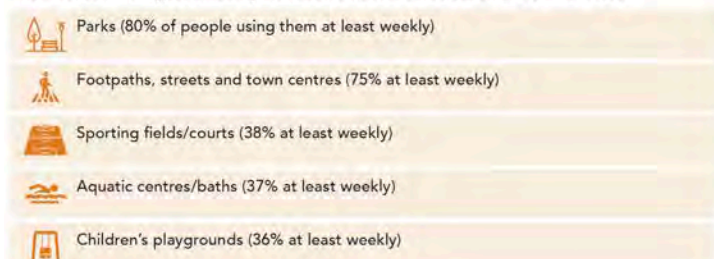 Parks (80% of people using them at least weekly)
Footpaths, streets and town centres (75% at least weekly)
Sporting fields/courts (38% at least weekly)
Aquatic centres/baths (37% at least weekly)
Children's playgrounds (36% at least weekly)